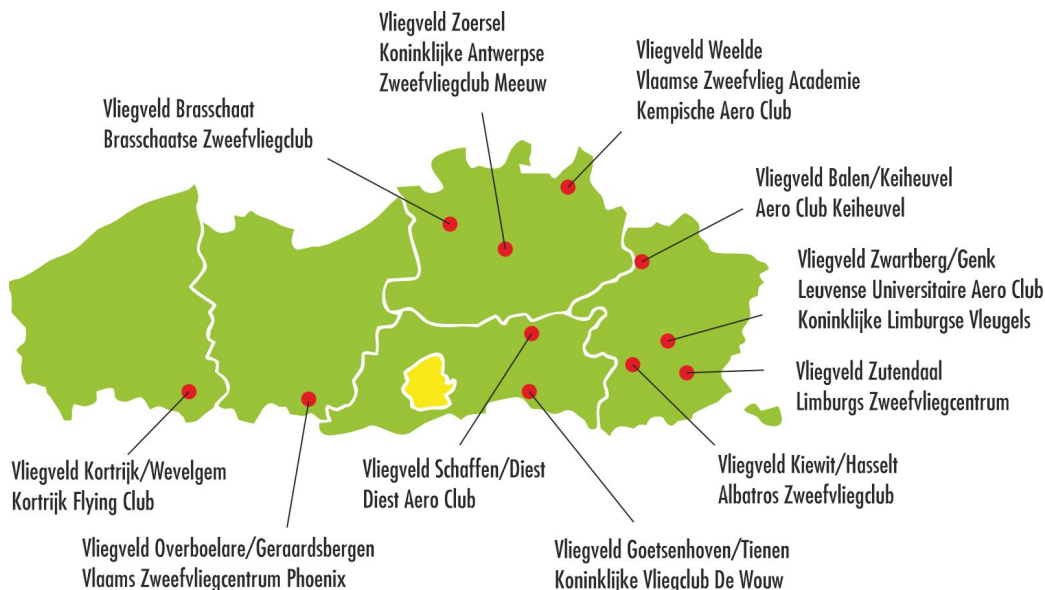 Vliegveld Zoersel
Koninklijke Antwerpse
Zweefvliegclub Meeuw
Vliegveld Weelde
Vlaamse Zweefvlieg Academie
Kempische Aero Club
Vliegveld Brasschaat
Brasschaatse Zweefvliegclub
Vliegveld Balen/Keiheuvel
Aero Club Keiheuvel
Vliegveld Zwartberg/Genk
Leuvense Universitaire Aero Club
Koninklijke Limburgse Vleugels
Vliegveld Zutendaal
Limburgs Zweefvliegcentrum
Vliegveld Kortrijk/Wevelgem
Kortrijk Flying Club
Vliegveld Schaffen/Diest
Diest Aero Club
Vliegveld Kiewit/Hasselt
Albatros Zweefvliegclub
Vliegveld Overboelare/Geraardsbergen
Vlaams Zweefvliegcentrum Phoenix
Vliegveld Goetsenhoven/Tienen
Koninklijke Vliegclub De Wouw